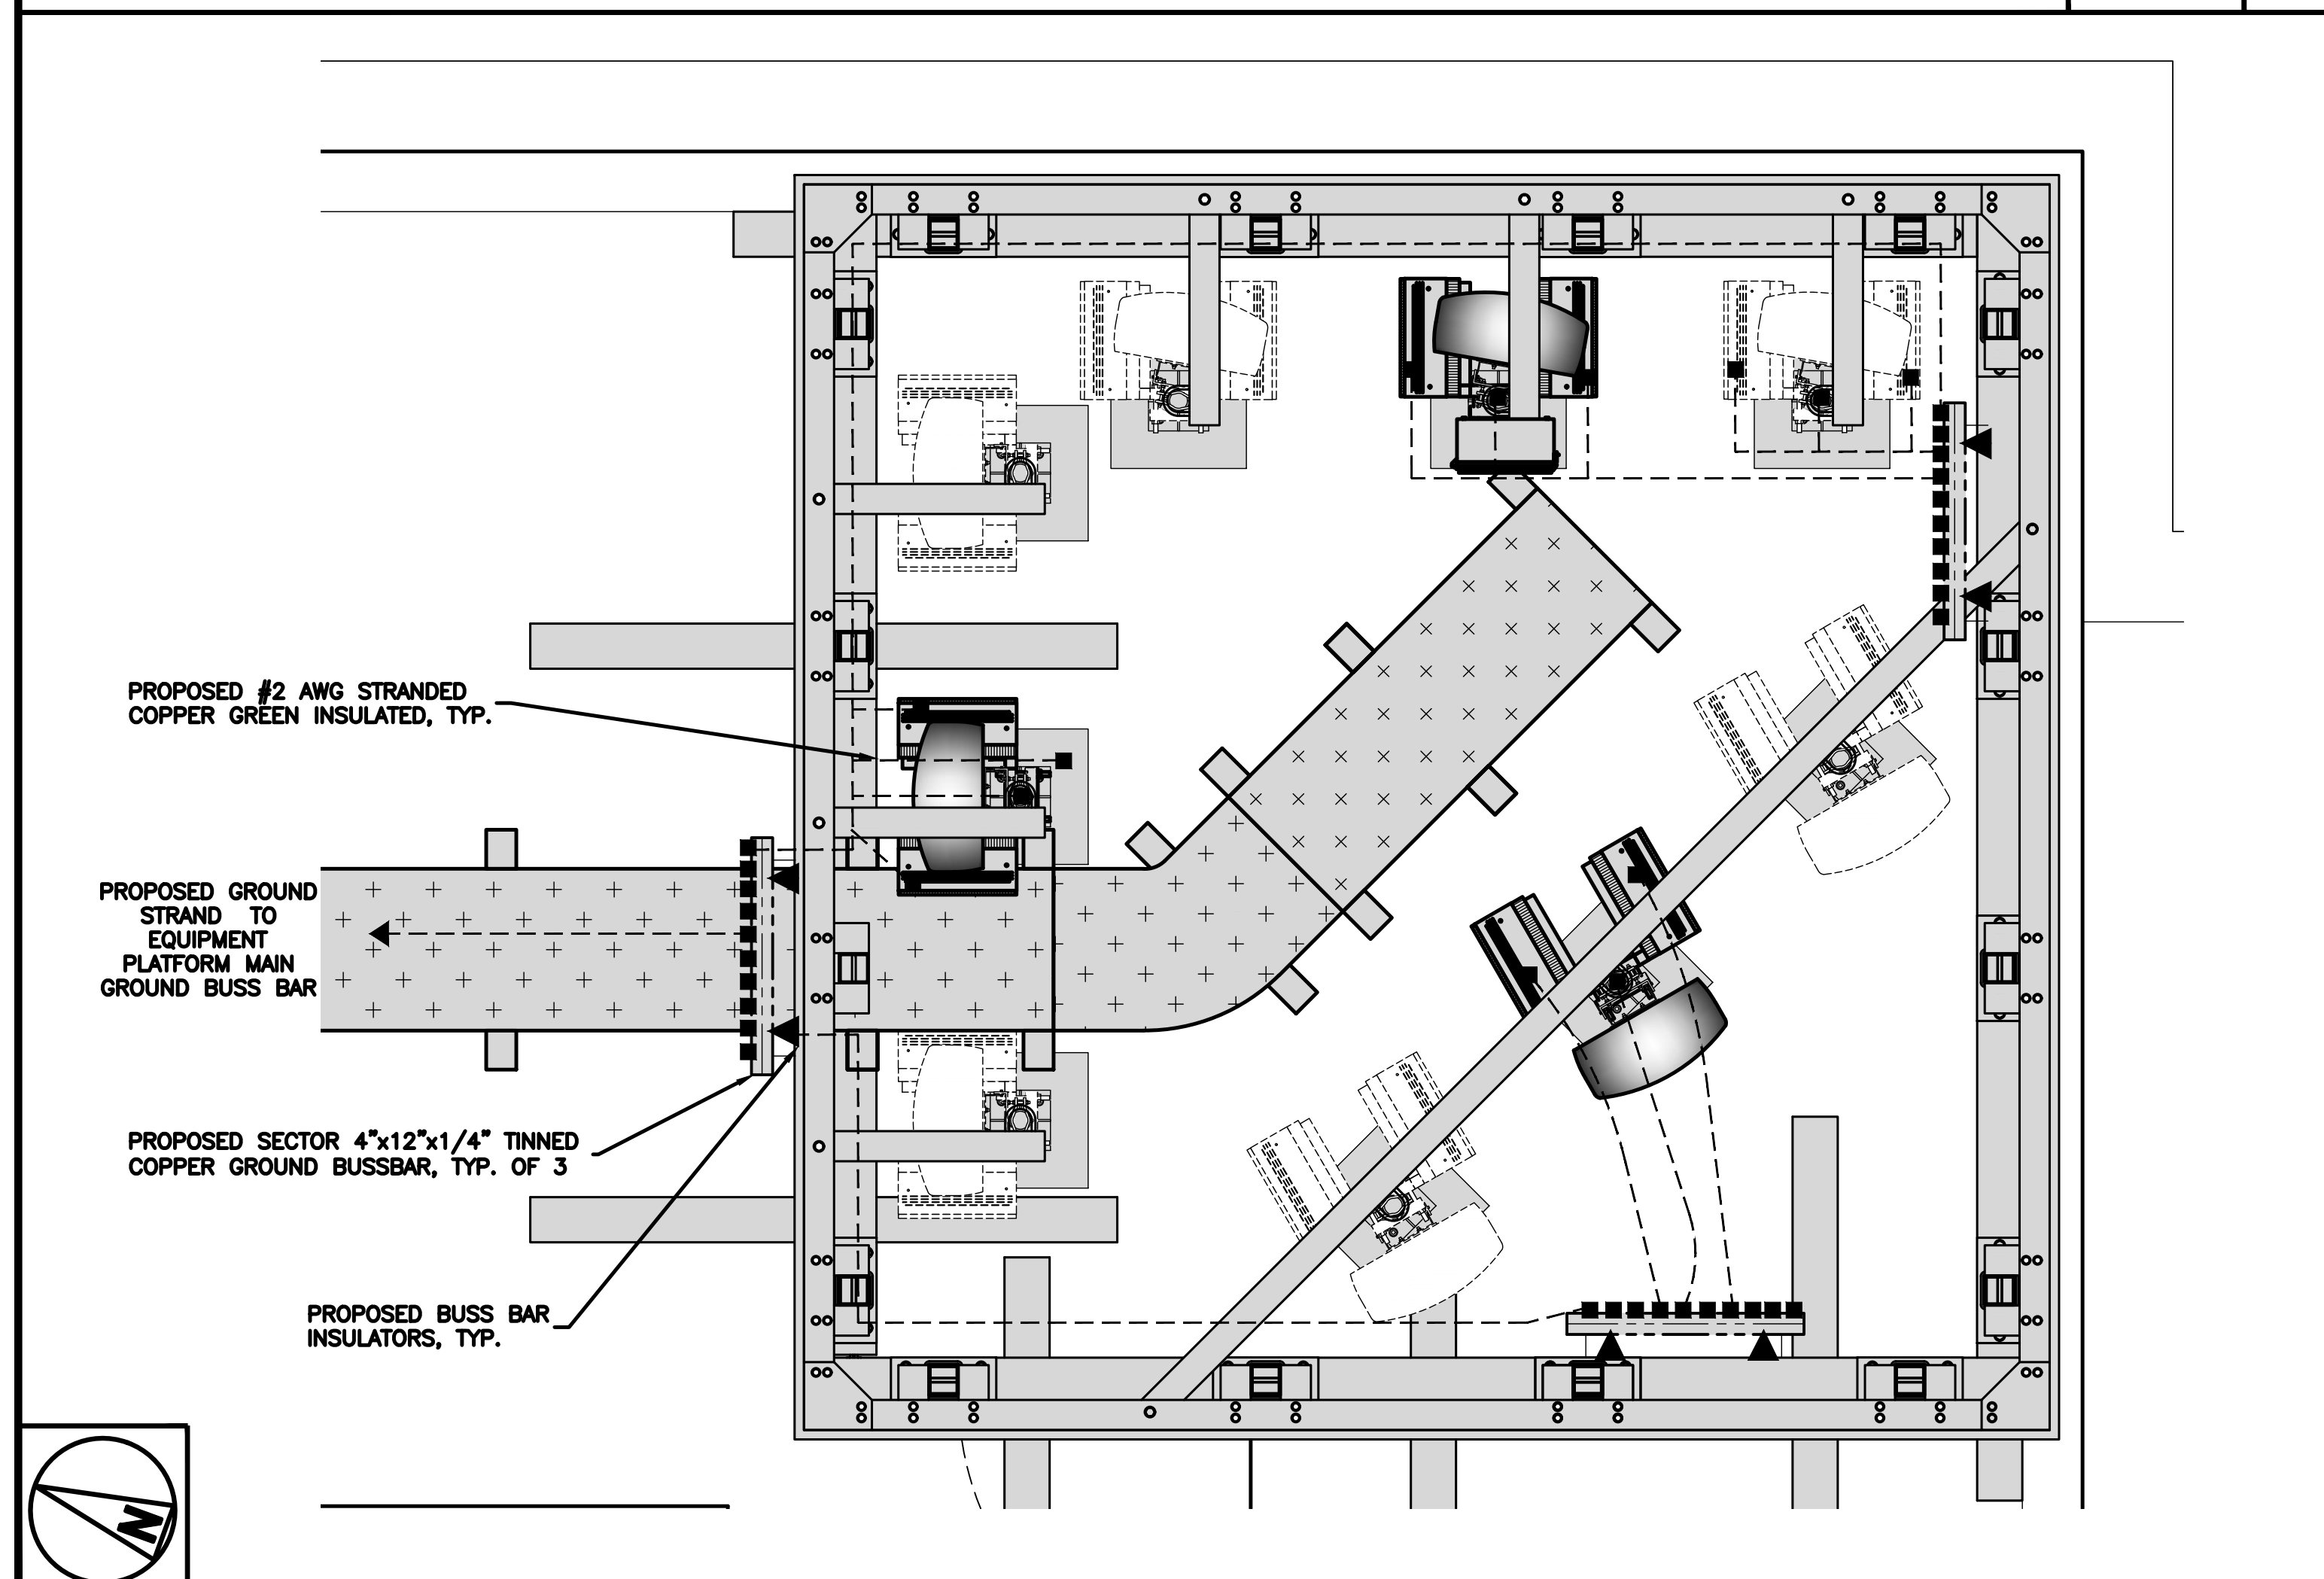 PROPOSED #2 AWG STRANDED
COPPER GREEN INSULATED, TYP.
PROPOSED GROUND
STRAND TO
EQUIPMENT
PLATFORM MAIN
GROUND BUSS BAR
PROPOSED SECTOR 4"x12"x1/4" TINNED
COPPER GROUND BUSSBAR, TYP. OF 3
PROPOSED BUSS BAR
INSULATORS, TYP.
N